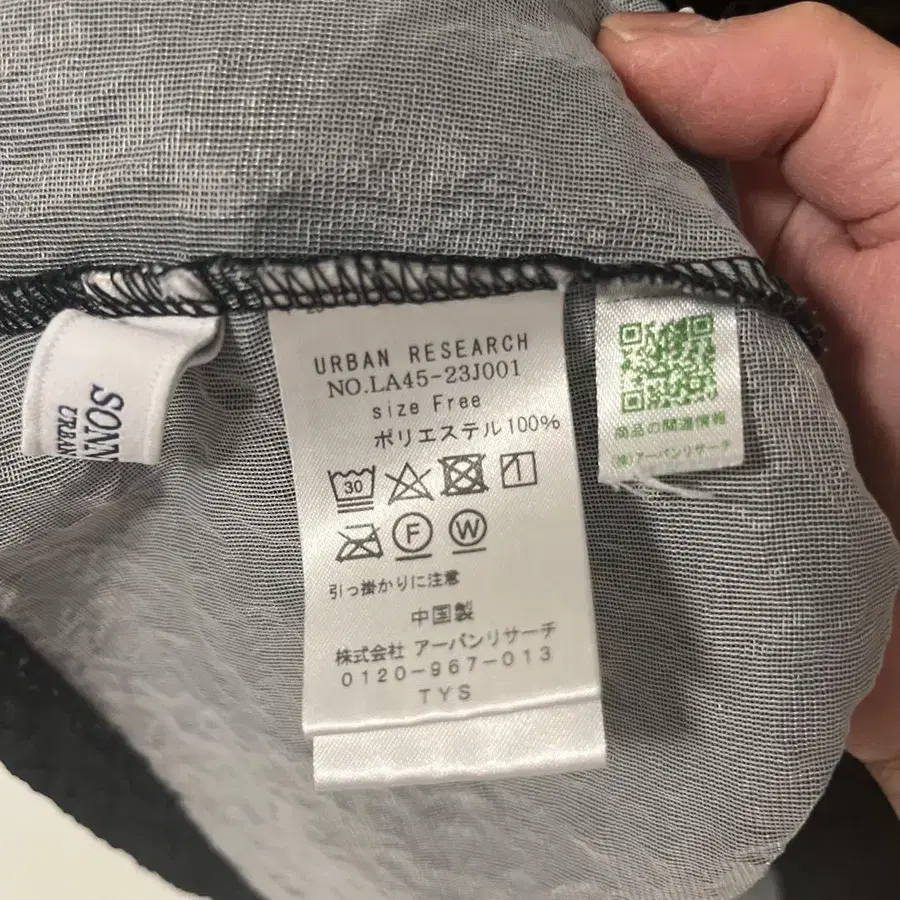 SONN
URBAN
URBAN RESEARCH
NO.LA45-23J001
size Free
ポリエステル100%
30
F W
引っ掛かりに注意
中国製
株式会社 アーバンリサーチ
0120-967-013
TYS
商品の関連情報
(株)アーバンリサーチ